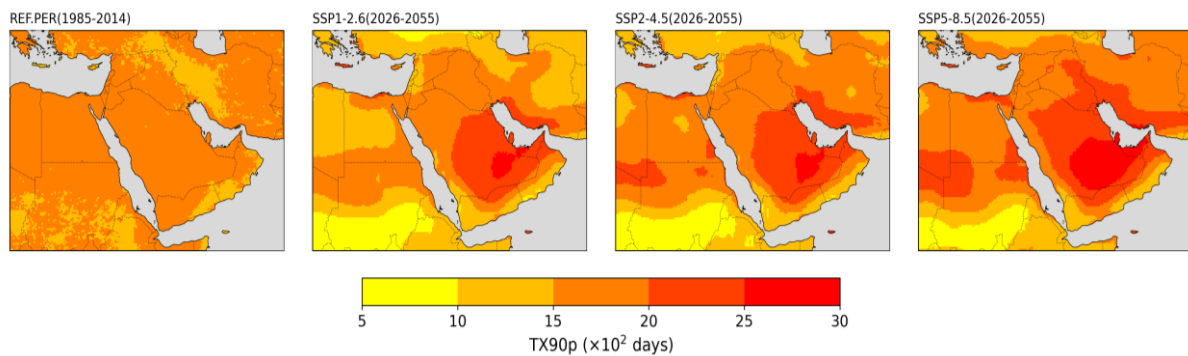 REF.PER(1985-2014) SSP1-2.6(2026-2055) SSP2-4.5(2026-2055) SSP5-8.5(2026-2055)
5 10 15 20 25 30
TX90p (×10² days)